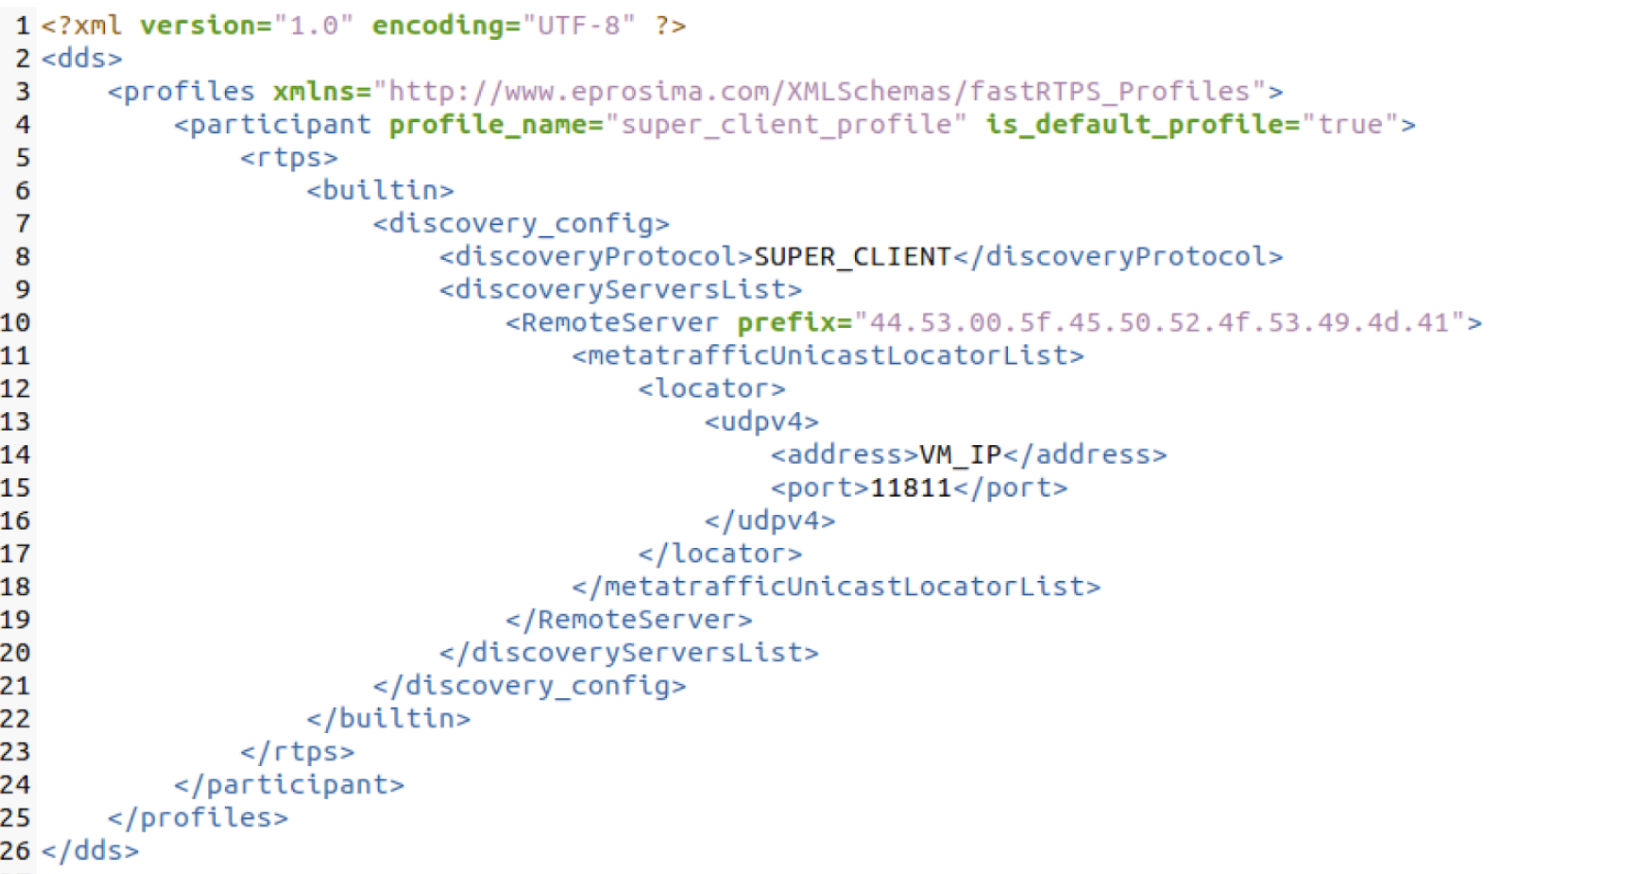 1 <?xml version="1.0" encoding="UTF-8" ?>
2 <dds>
3     <profiles xmlns="http://www.eprosima.com/XMLSchemas/fastRTPS_Profiles">
4         <participant profile_name="super_client_profile" is_default_profile="true">
5             <rtps>
6                 <builtin>
7                     <discovery_config>
8                         <discoveryProtocol>SUPER_CLIENT</discoveryProtocol>
9                         <discoveryServersList>
10                             <RemoteServer prefix="44.53.00.5f.45.50.52.4f.53.49.4d.41">
11                                 <metatrafficUnicastLocatorList>
12                                     <locator>
13                                         <udpv4>
14                                             <address>VM_IP</address>
15                                             <port>11811</port>
16                                         </udpv4>
17                                     </locator>
18                                 </metatrafficUnicastLocatorList>
19                             </RemoteServer>
20                         </discoveryServersList>
21                     </discovery_config>
22                 </builtin>
23             </rtps>
24         </participant>
25     </profiles>
26 </dds>